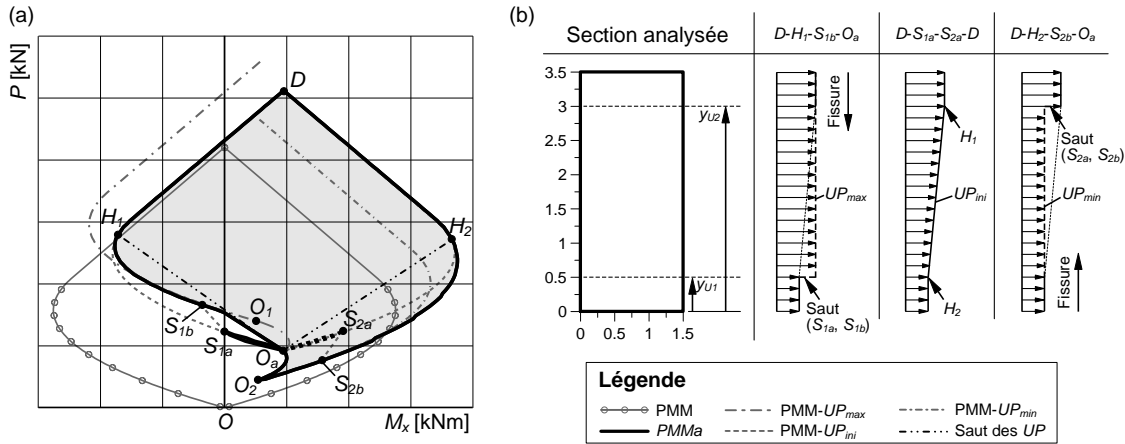 (a)
P [kN]
D
H1
H2
S1b
O1
S1a
S2a
Oa
O2
S2b
O
Mx [kNm]
(b)
Section analysée
D-H1-S1b-Oa
D-S1a-S2a-D
D-H2-S2b-Oa
3.5
3
2.5
2
1.5
1
0.5
0
0
0.5
1
1.5
yU2
yU1
Fissure
UPmax
Saut
(S1a, S1b)
H1
UPini
H2
Saut
(S2a, S2b)
UPmin
Fissure
Légende
PMM
PMM-UPmax
PMM-UPmin
PMMa
PMM-UPini
Saut des UP